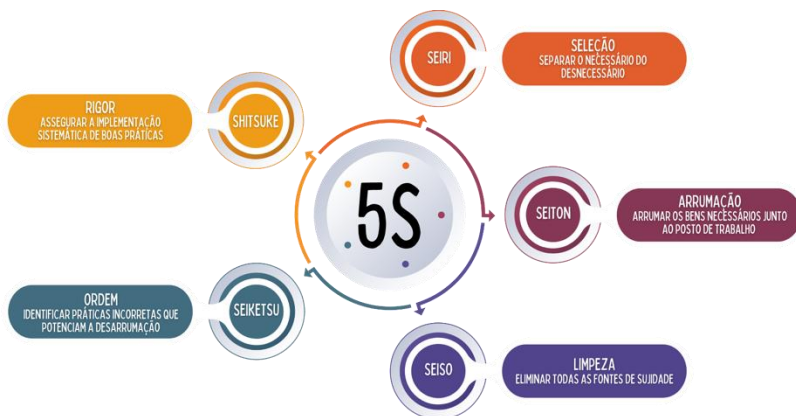 SEIRI
SELEÇÃO
SEPARAR O NECESSÁRIO DO
DESNECESSÁRIO
RIGOR
ASSEGURAR A IMPLEMENTAÇÃO
SISTEMÁTICA DE BOAS PRÁTICAS
SHITSUKE
5S
SEITON
ARRUMAÇÃO
ARRUMAR OS BENS NECESSÁRIOS JUNTO
AO POSTO DE TRABALHO
ORDEM
IDENTIFICAR PRÁTICAS INCORRETAS QUE
POTENCIAM A DESARRUMAÇÃO
SEIKETSU
SEISO
LIMPEZA
ELIMINAR TODAS AS FONTES DE SUJIDADE